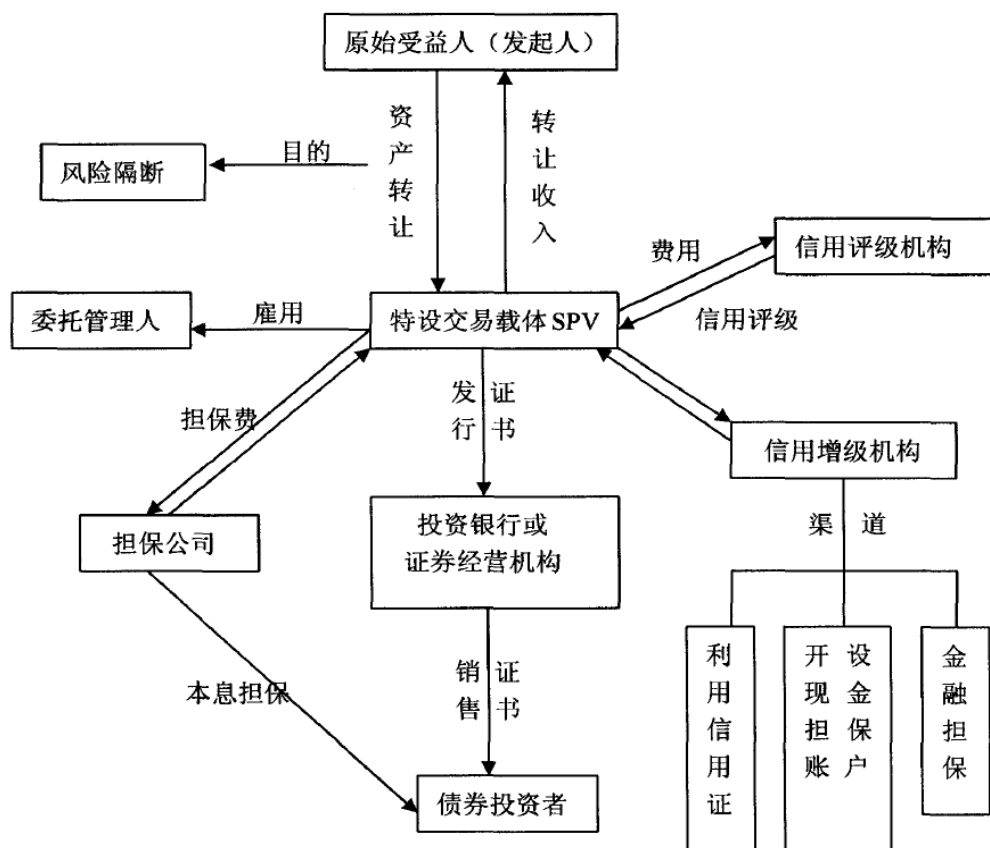 原始受益人（发起人）
资产转让
转让收入
目的
风险隔断
费用
信用评级机构
信用评级
委托管理人
雇用
特设交易载体SPV
担保费
发行
证书
信用增级机构
担保公司
投资银行或
证券经营机构
渠道
本息担保
销售
证书
利用信用证
开设
现金
担保
账户
金融担保
债券投资者